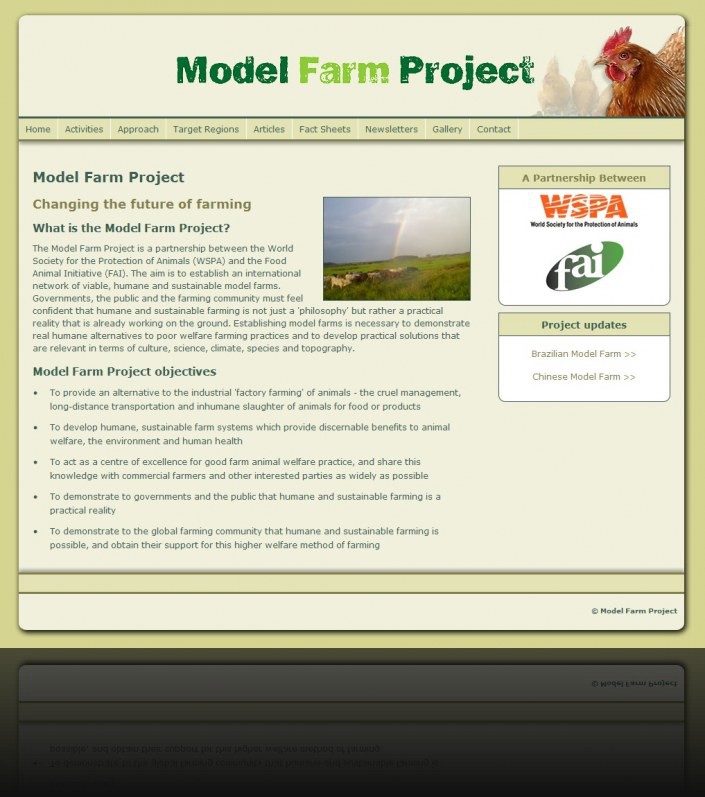 Model Farm Project
Home Activities Approach Target Regions Articles Fact Sheets Newsletters Gallery Contact
Model Farm Project
Changing the future of farming
What is the Model Farm Project?
The Model Farm Project is a partnership between the World
Society for the Protection of Animals (WSPA) and the Food
Animal Initiative (FAI). The aim is to establish an international
network of viable, humane and sustainable model farms.
Governments, the public and the farming community must feel
confident that humane and sustainable farming is not just a 'philosophy' but rather a practical
reality that is already working on the ground. Establishing model farms is necessary to demonstrate
real humane alternatives to poor welfare farming practices and to develop practical solutions that
are relevant in terms of culture, science, climate, species and topography.
Model Farm Project objectives
• To provide an alternative to the industrial 'factory farming' of animals - the cruel management,
long-distance transportation and inhumane slaughter of animals for food or products
• To develop humane, sustainable farm systems which provide discernable benefits to animal
welfare, the environment and human health
• To act as a centre of excellence for good farm animal welfare practice, and share this
knowledge with commercial farmers and other interested parties as widely as possible
• To demonstrate to governments and the public that humane and sustainable farming is a
practical reality
• To demonstrate to the global farming community that humane and sustainable farming is
possible, and obtain their support for this higher welfare method of farming
A Partnership Between
WSPA
World Society for the Protection of Animals
fai
Project updates
Brazilian Model Farm >>
Chinese Model Farm >>
© Model Farm Project